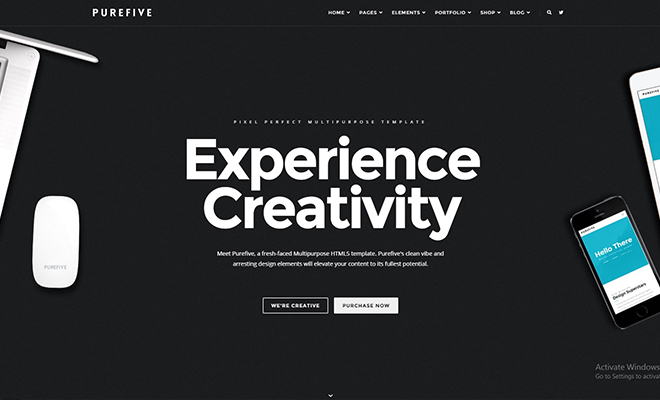 PUREFIVE
HOME PAGES ELEMENTS PORTFOLIO SHOP BLOG
PIXEL PERFECT MULTIPURPOSE TEMPLATE
Experience
Creativity
Meet Purefive, a fresh-faced Multipurpose HTML5 template. Purefive's clean vibe and
arresting design elements will elevate your content to its fullest potential.
WE'RE CREATIVE PURCHASE NOW
PUREFIVE
PUREFIVE
PUREFIVE
Hello There
Design Superstars
Activate Windows
Go to Settings to activa